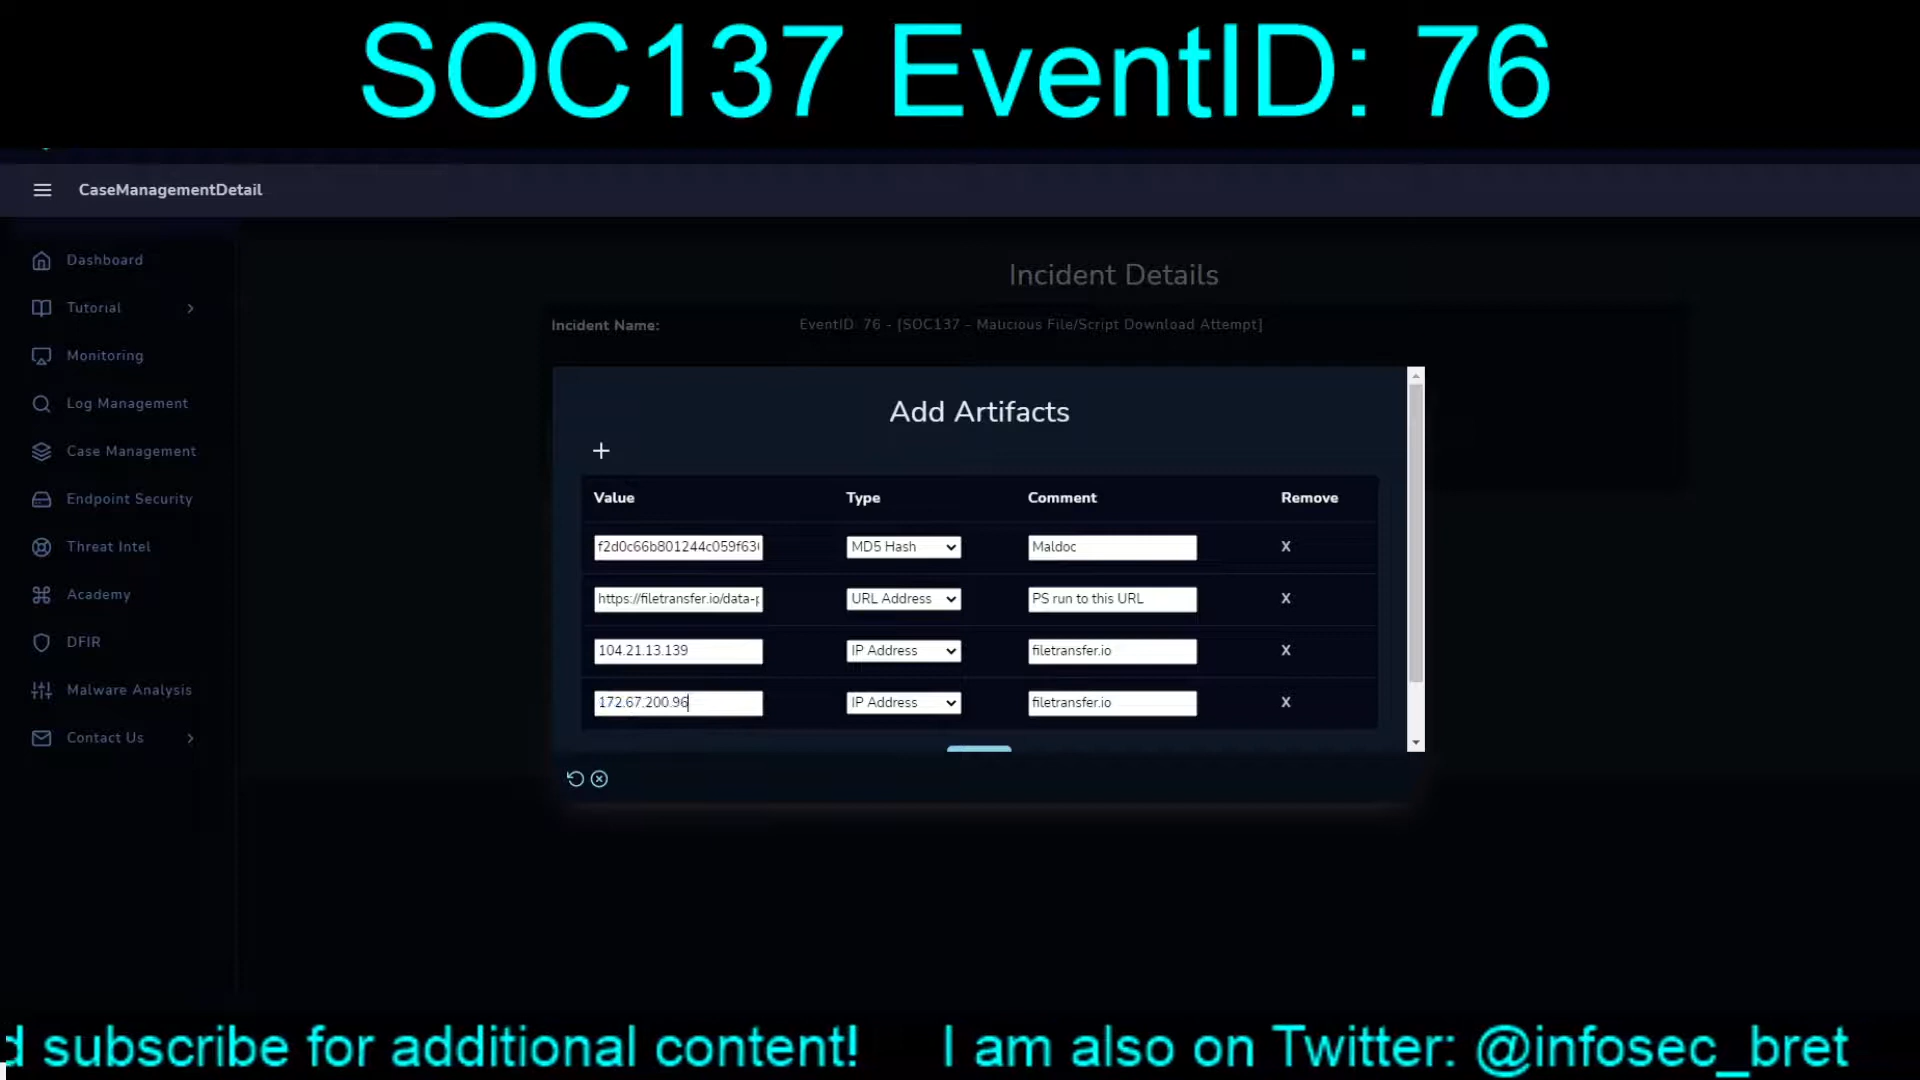 SOC137 EventID: 76
CaseManagementDetail
Dashboard
Tutorial
Monitoring
Log Management
Case Management
Endpoint Security
Threat Intel
Academy
DFIR
Malware Analysis
Contact Us
Incident Details
Incident Name: EventID: 76 - [SOC137 - Malicious File/Script Download Attempt]
Add Artifacts
Value Type Comment Remove
f2d0c66b801244c059f63 MD5 Hash Maldoc X
https://filetransfer.io/data- URL Address PS run to this URL X
104.21.13.139 IP Address filetransfer.io X
172.67.200.96 IP Address filetransfer.io X
subscribe for additional content! I am also on Twitter: @infosec_bret